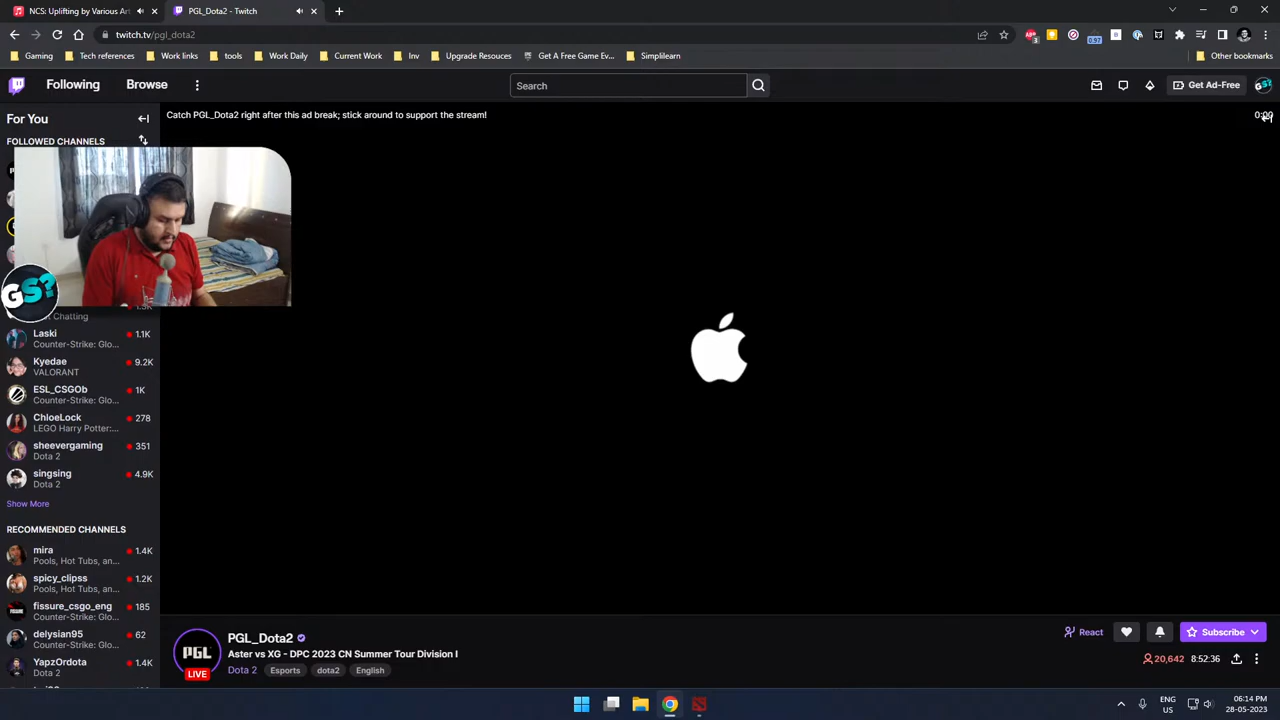 NCS: Uplifting by Various Art
PGL_Dota2 - Twitch
twitch.tv/pgl_dota2
3
0.97
Gaming
Tech references
Work links
tools
Work Daily
Current Work
Inv
Upgrade Resouces
Get A Free Game Ev...
Simplilearn
Other bookmarks
Following
Browse
Search
Get Ad-Free
For You
Catch PGL_Dota2 right after this ad break; stick around to support the stream!
FOLLOWED CHANNELS
GS?
Laski
1.1K
Counter-Strike: Glo...
Kyedae
9.2K
VALORANT
ESL_CSGOb
1K
Counter-Strike: Glo...
ChloeLock
278
LEGO Harry Potter:...
sheevergaming
351
Dota 2
singsing
4.9K
Dota 2
Show More
RECOMMENDED CHANNELS
mira
1.4K
Pools, Hot Tubs, an...
spicy_clipss
1.2K
Pools, Hot Tubs, an...
fissure_csgo_eng
185
Counter-Strike: Glo...
delysian95
62
Counter-Strike: Glo...
YapzOrdota
1.4K
Dota 2
PGL
LIVE
PGL_Dota2
Aster vs XG - DPC 2023 CN Summer Tour Division I
Dota 2
Esports
dota2
English
React
Subscribe
20,642
8:52:36
ENG
US
06:14 PM
28-05-2023